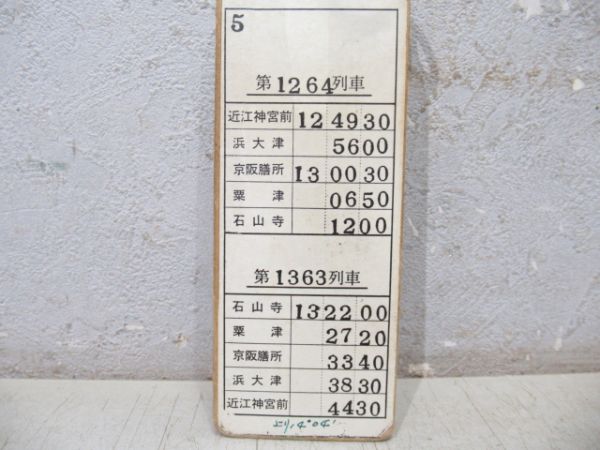 5
第1264列車
近江神宮前 12 49 30
浜大津 56 00
京阪膳所 13 00 30
粟津 06 50
石山寺 12 00
第1363列車
石山寺 13 22 00
粟津 27 20
京阪膳所 33 40
浜大津 38 30
近江神宮前 44 30